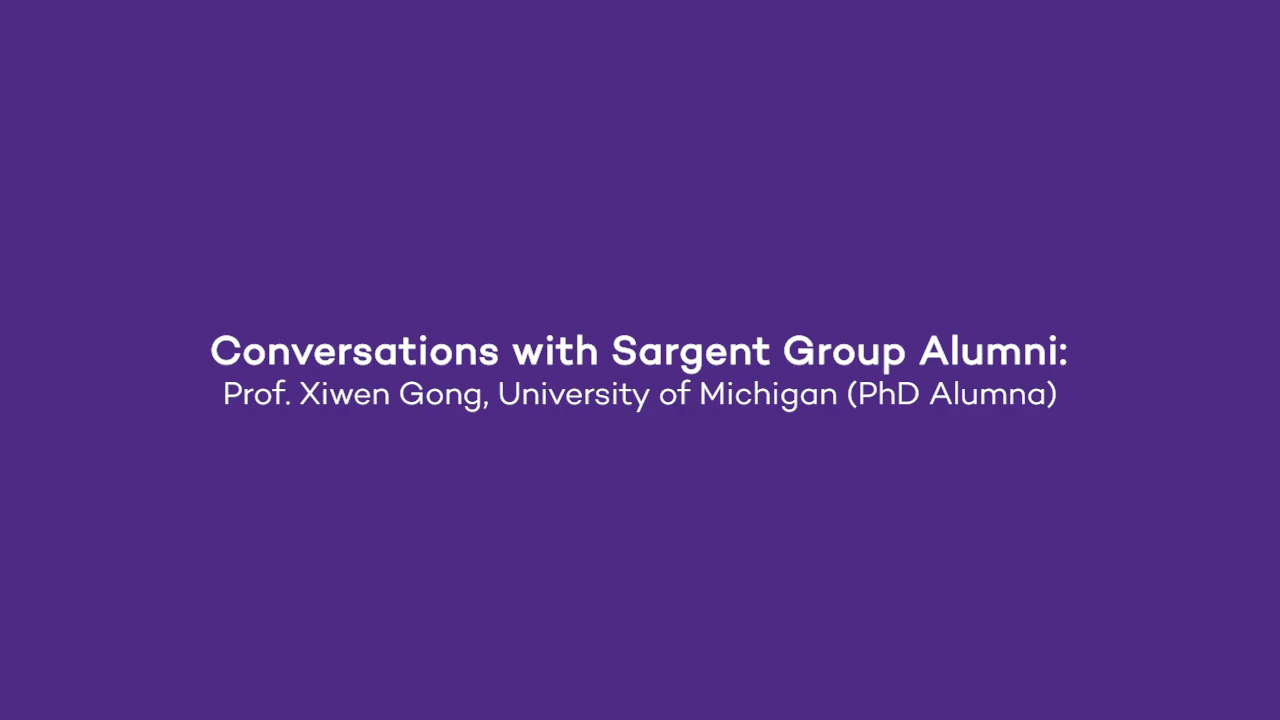 Conversations with Sargent Group Alumni:
Prof. Xiwen Gong, University of Michigan (PhD Alumna)